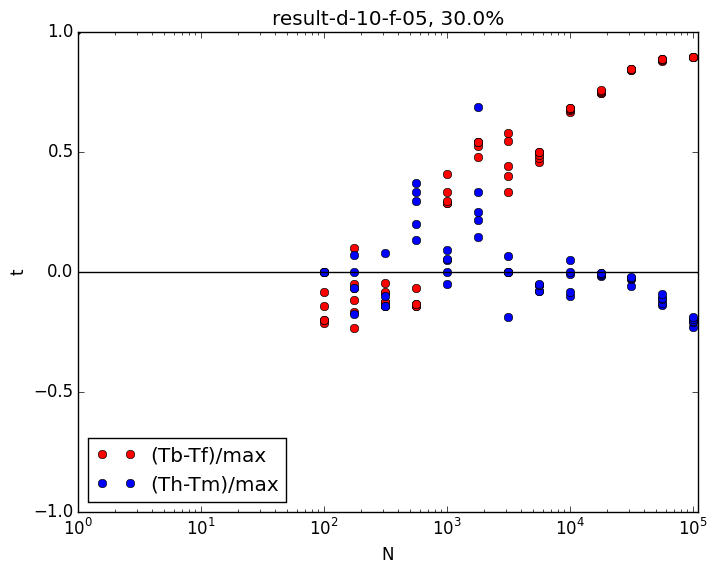 result-d-10-f-05, 30.0%
1.0
0.5
0.0
−0.5
−1.0
t
(Tb-Tf)/max
(Th-Tm)/max
10^0 10^1 10^2 10^3 10^4 10^5
N